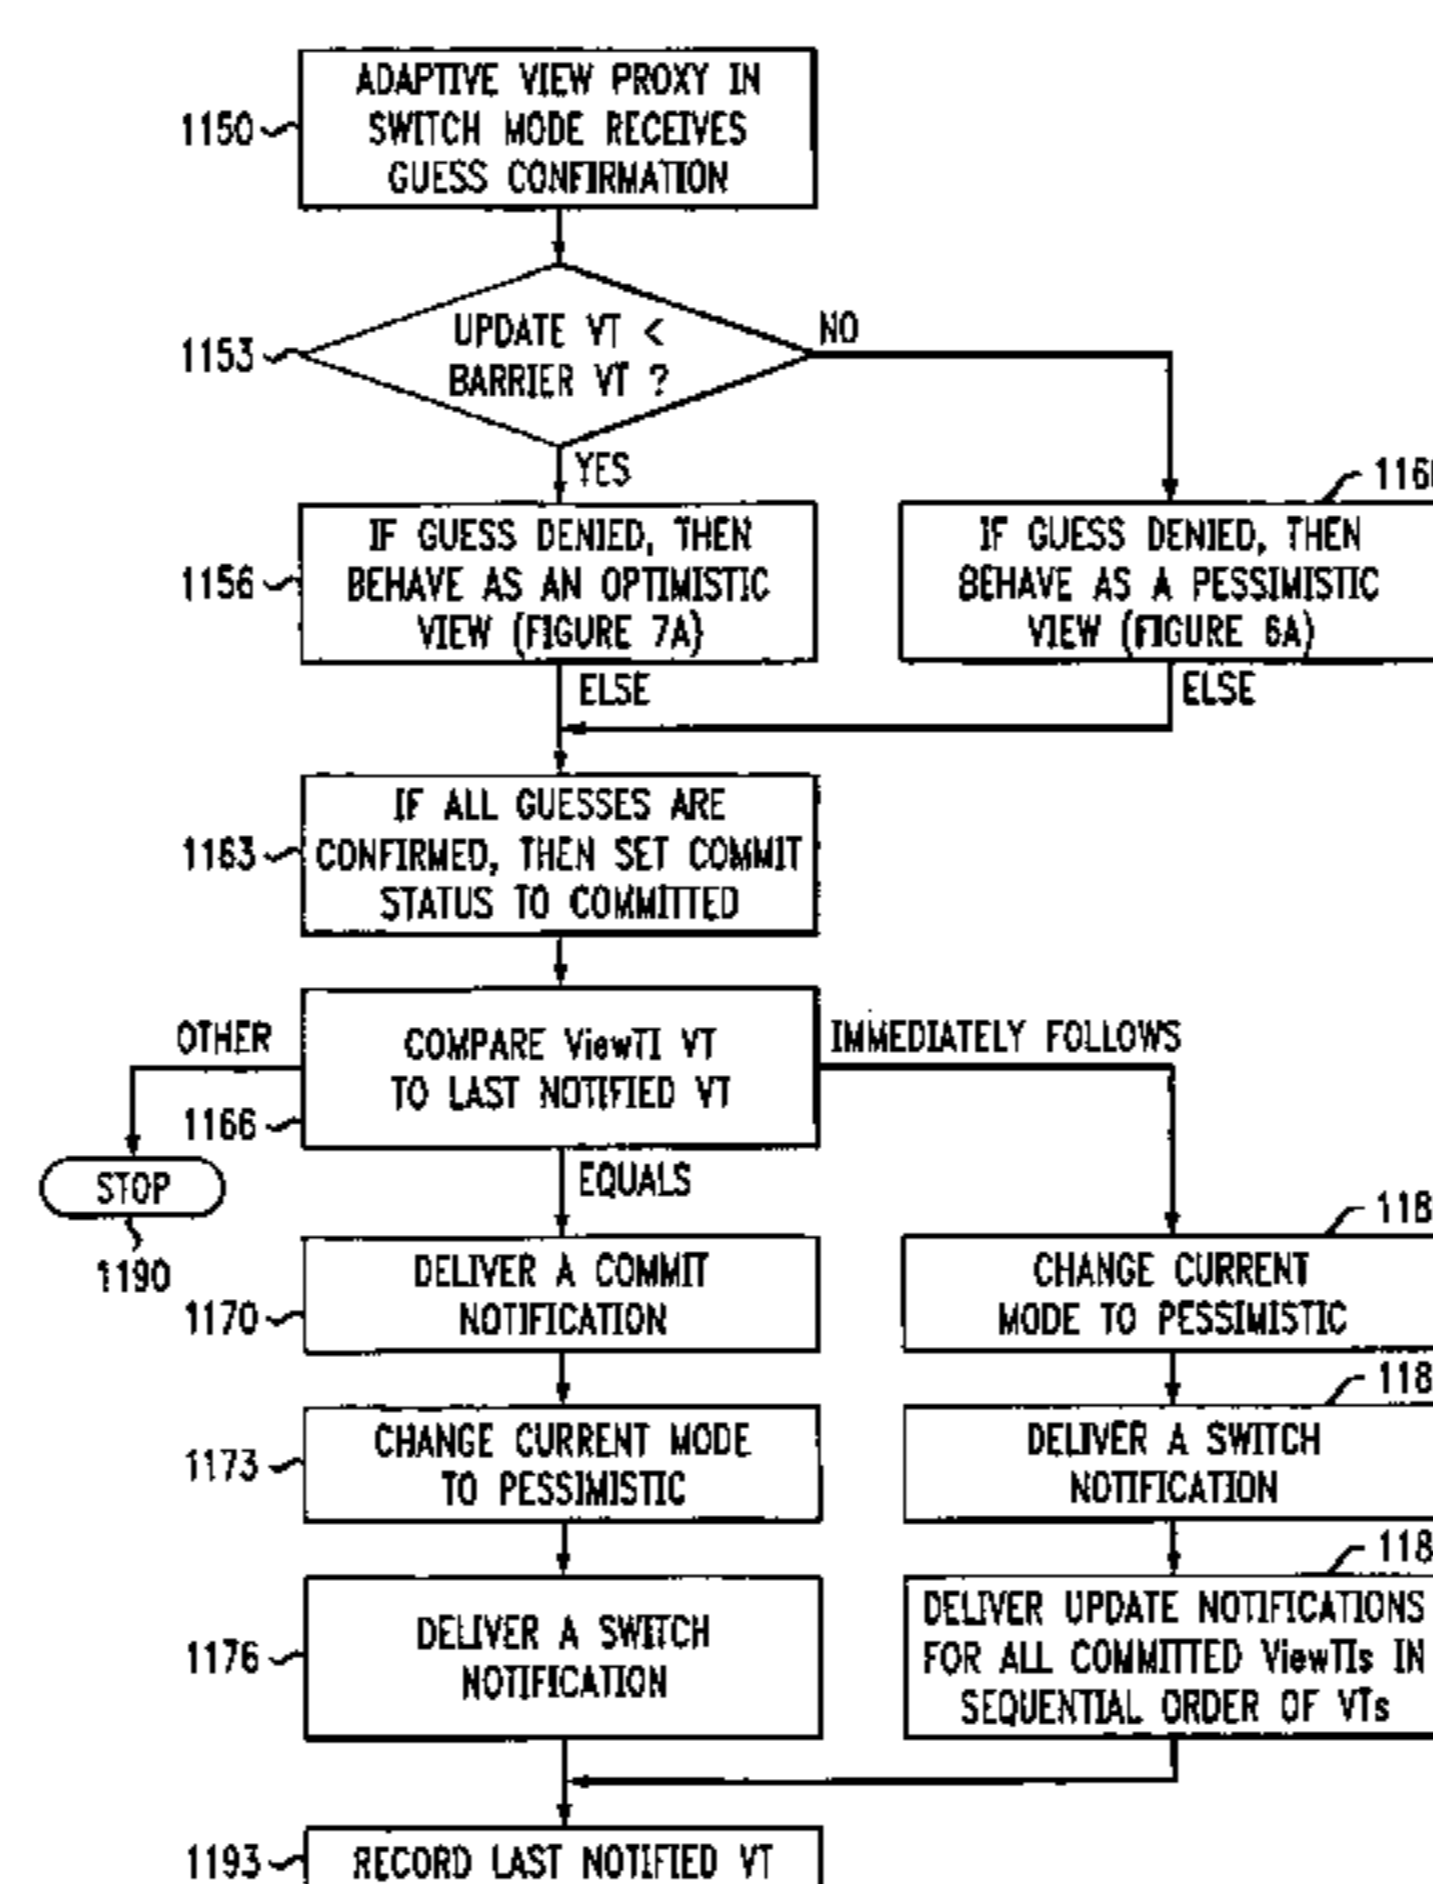 ADAPTIVE VIEW PROXY IN
SWITCH MODE RECEIVES
GUESS CONFIRMATION
1150
UPDATE VT <
BARRIER VT ?
1153
NO
YES
1160
IF GUESS DENIED, THEN
BEHAVE AS AN OPTIMISTIC
VIEW (FIGURE 7A)
1156
IF GUESS DENIED, THEN
BEHAVE AS A PESSIMISTIC
VIEW (FIGURE 6A)
ELSE
ELSE
IF ALL GUESSES ARE
CONFIRMED, THEN SET COMMIT
STATUS TO COMMITTED
1163
OTHER
COMPARE ViewTI VT
TO LAST NOTIFIED VT
1166
IMMEDIATELY FOLLOWS
STOP
1190
EQUALS
118
DELIVER A COMMIT
NOTIFICATION
1170
CHANGE CURRENT
MODE TO PESSIMISTIC
118
CHANGE CURRENT MODE
TO PESSIMISTIC
1173
DELIVER A SWITCH
NOTIFICATION
118
DELIVER A SWITCH
NOTIFICATION
1176
DELIVER UPDATE NOTIFICATIONS
FOR ALL COMMITTED ViewTIs IN
SEQUENTIAL ORDER OF VTs
1193
RECORD LAST NOTIFIED VT